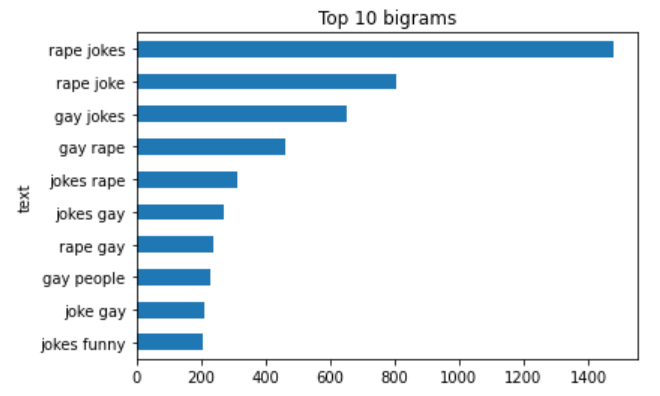 Top 10 bigrams
rape jokes
rape joke
gay jokes
gay rape
jokes rape
jokes gay
rape gay
gay people
joke gay
jokes funny
text
0 200 400 600 800 1000 1200 1400